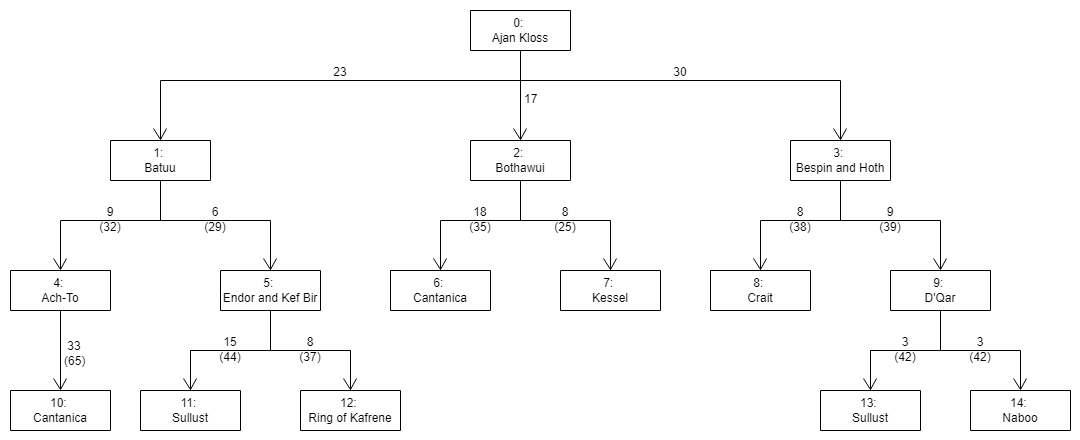 0:
Ajan Kloss
23
30
17
1:
Batuu
2:
Bothawui
3:
Bespin and Hoth
9
(32)
6
(29)
18
(35)
8
(25)
8
(38)
9
(39)
4:
Ach-To
5:
Endor and Kef Bir
6:
Cantanica
7:
Kessel
8:
Crait
9:
D'Qar
33
(65)
15
(44)
8
(37)
3
(42)
3
(42)
10:
Cantanica
11:
Sullust
12:
Ring of Kafrene
13:
Sullust
14:
Naboo